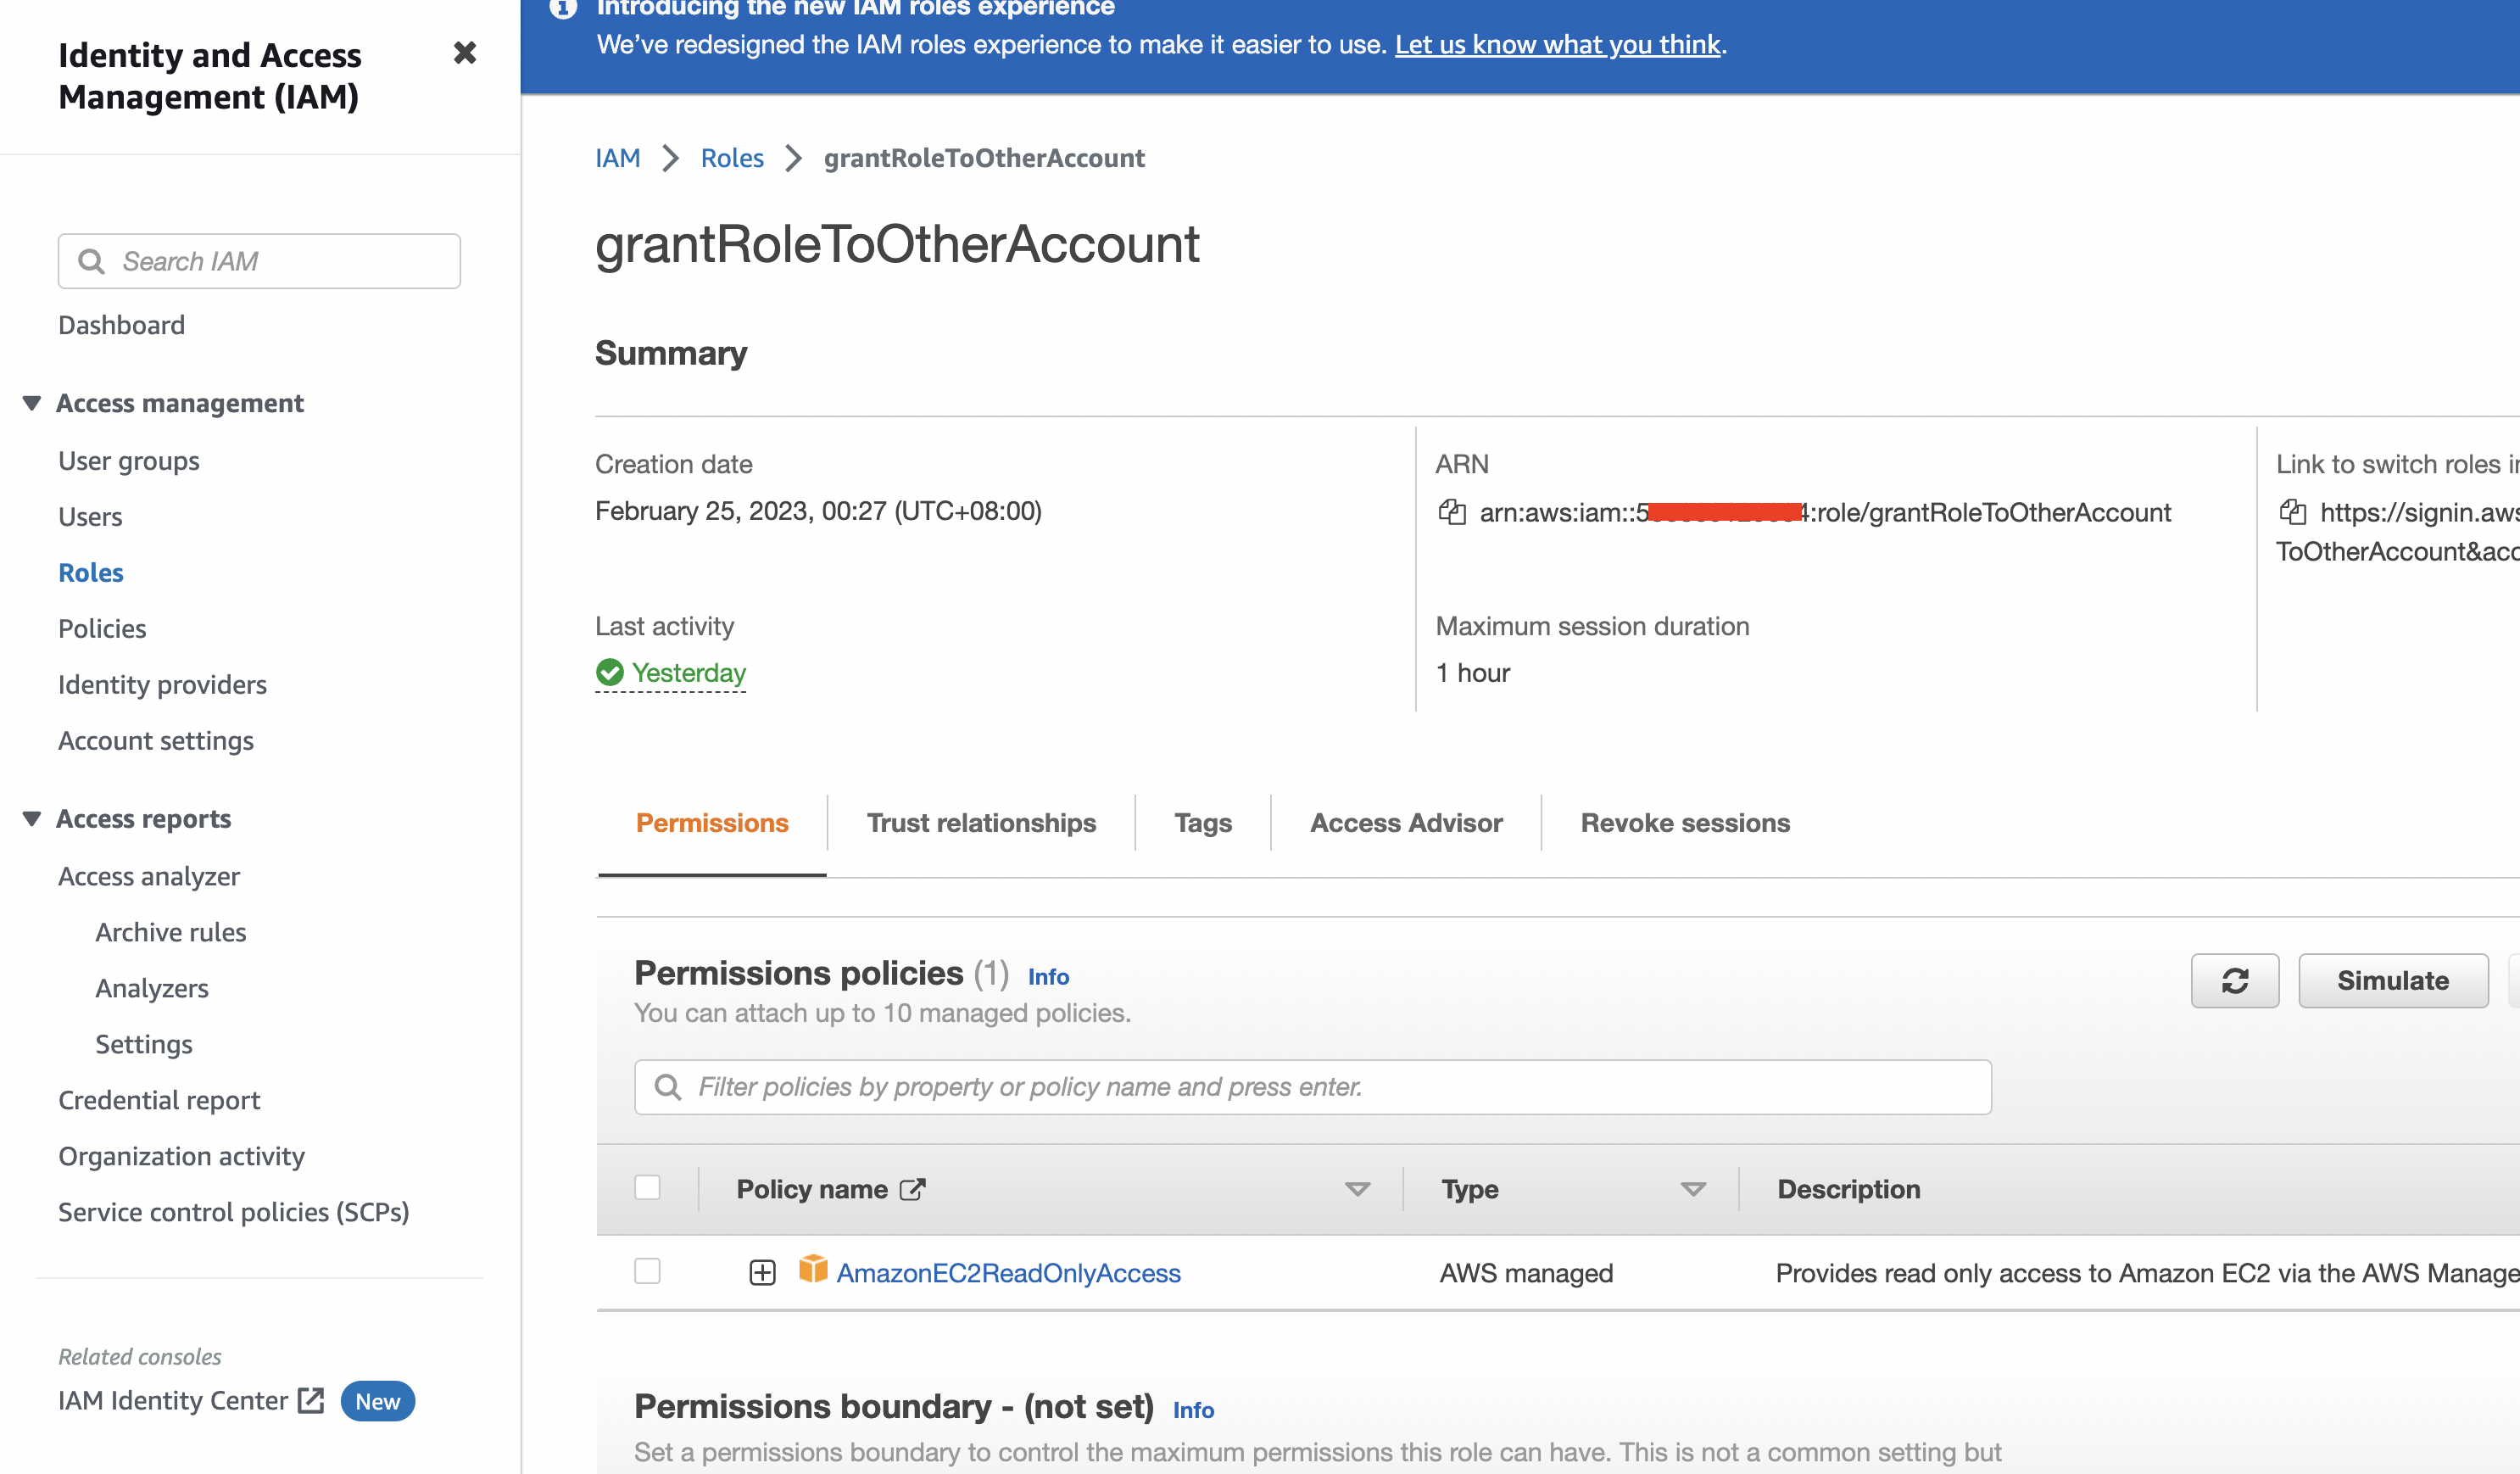 Identity and Access
Management (IAM)
Search IAM
Dashboard
Access management
User groups
Users
Roles
Policies
Identity providers
Account settings
Access reports
Access analyzer
Archive rules
Analyzers
Settings
Credential report
Organization activity
Service control policies (SCPs)
Related consoles
IAM Identity Center New
Introducing the new IAM roles experience
We've redesigned the IAM roles experience to make it easier to use. Let us know what you think.
IAM > Roles > grantRoleToOtherAccount
grantRoleToOtherAccount
Summary
Creation date
February 25, 2023, 00:27 (UTC+08:00)
ARN
arn:aws:iam::5 4:role/grantRoleToOtherAccount
Link to switch roles
https://signin.aws
ToOtherAccount&acc
Last activity
Yesterday
Maximum session duration
1 hour
Permissions
Trust relationships
Tags
Access Advisor
Revoke sessions
Permissions policies (1) Info
You can attach up to 10 managed policies.
Simulate
Filter policies by property or policy name and press enter.
Policy name
Type
Description
AmazonEC2ReadOnlyAccess
AWS managed
Provides read only access to Amazon EC2 via the AWS Manage
Permissions boundary - (not set) Info
Set a permissions boundary to control the maximum permissions this role can have. This is not a common setting but